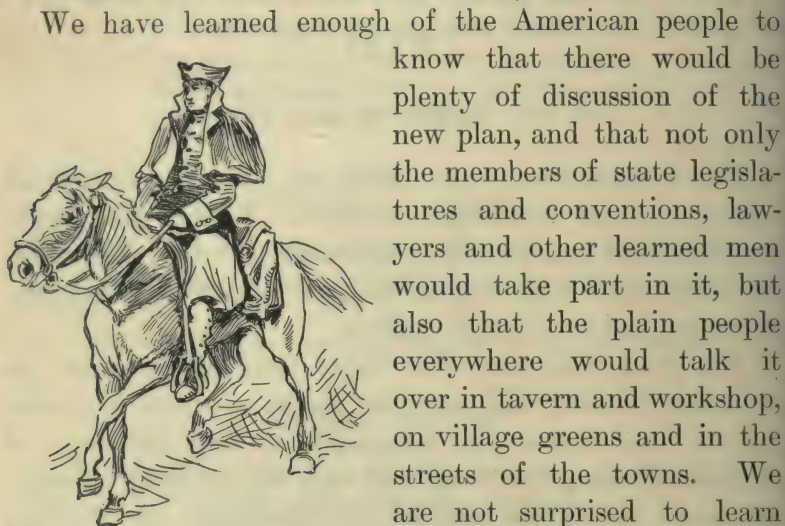 We have learned enough of the American people to
know that there would be
plenty of discussion of the
new plan, and that not only
the members of state legisla-
tures and conventions, law-
yers and other learned men
would take part in it, but
also that the plain people
everywhere would talk it
over in tavern and workshop,
on village greens and in the
streets of the towns. We
are not surprised to learn